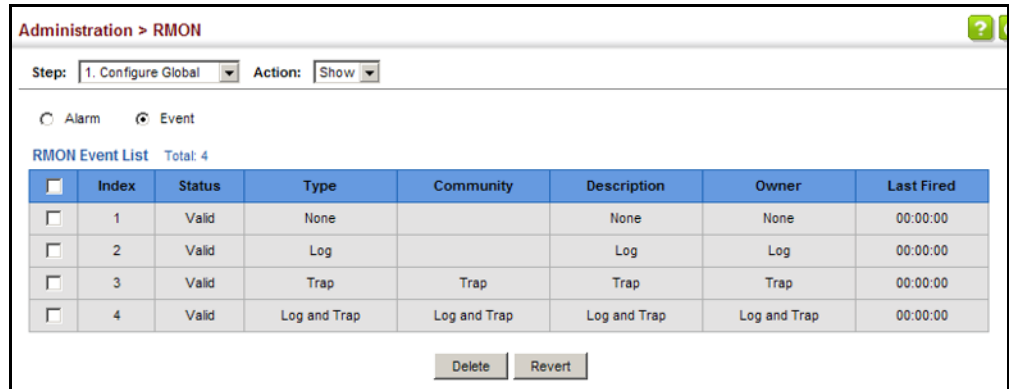 Administration > RMON
?
Step: 1. Configure Global Action: Show
Alarm Event
RMON Event List Total: 4
Index Status Type Community Description Owner Last Fired
1 Valid None None None 00:00:00
2 Valid Log Log Log 00:00:00
3 Valid Trap Trap Trap Trap 00:00:00
4 Valid Log and Trap Log and Trap Log and Trap Log and Trap 00:00:00
Delete Revert